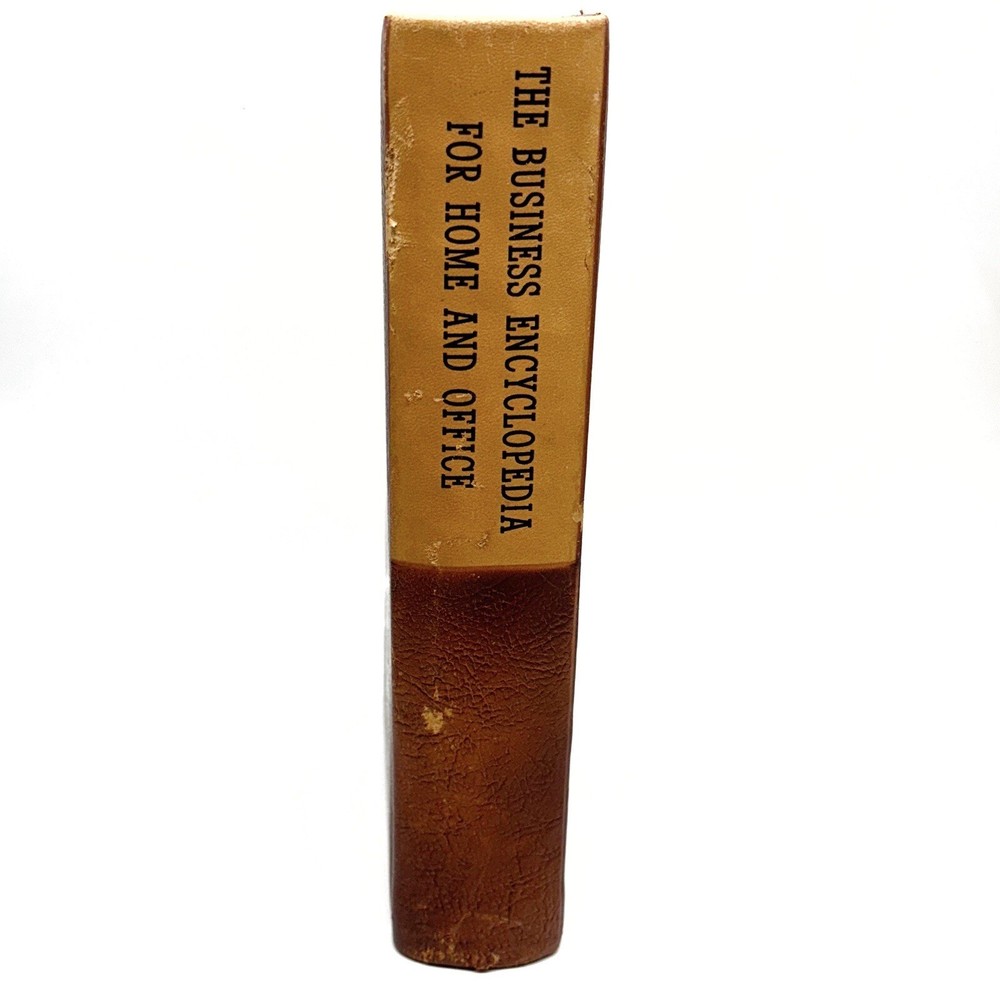 THE BUSINESS ENCYCLOPEDIA
FOR HOME AND OFFICE